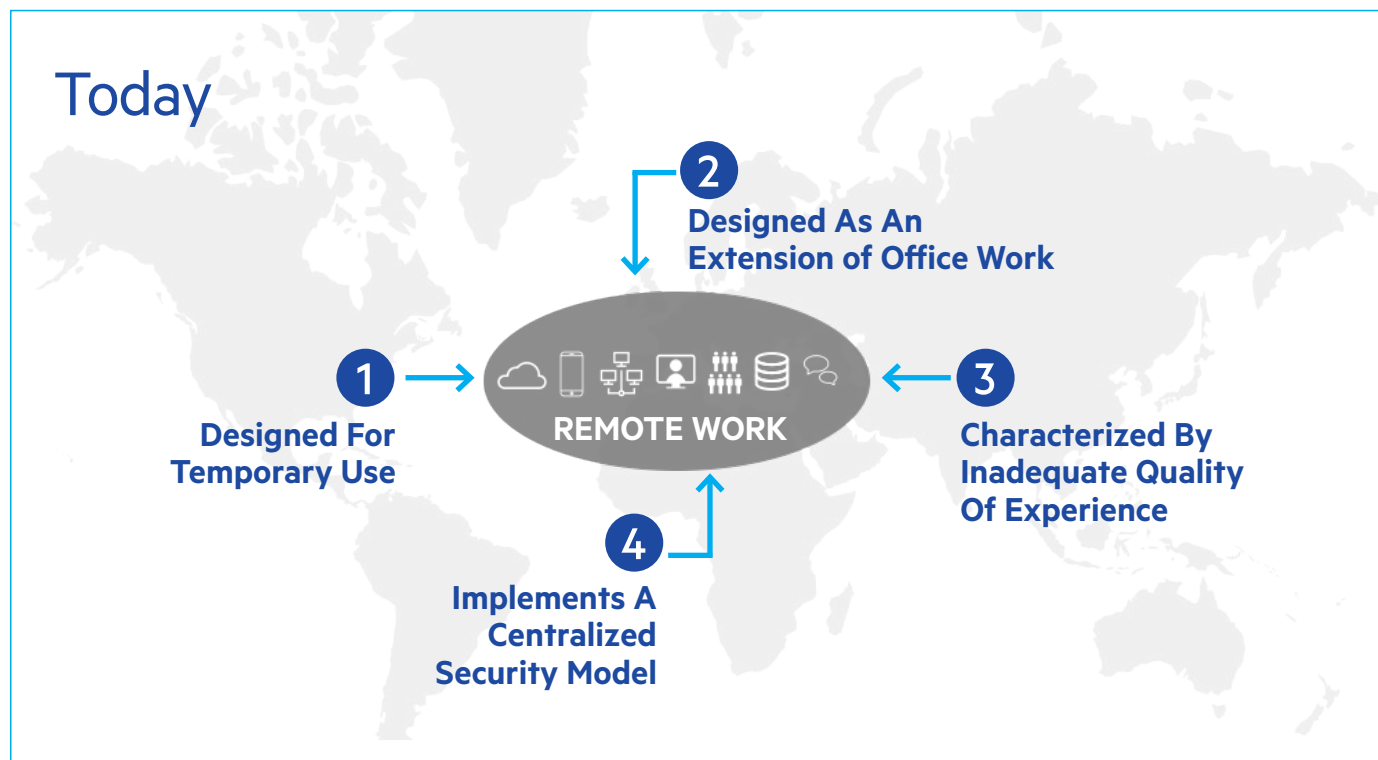 Today
2
Designed As An
Extension of Office Work
1
Designed For
Temporary Use
REMOTE WORK
3
Characterized By
Inadequate Quality
Of Experience
4
Implements A
Centralized
Security Model